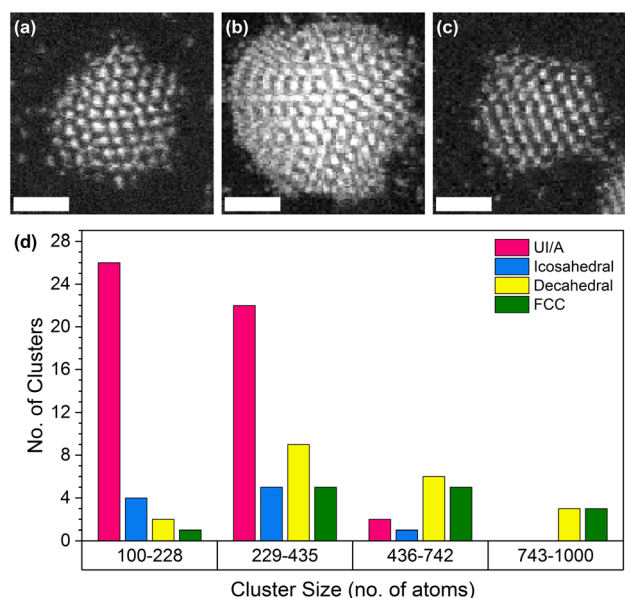 (a)
(b)
(c)
(d)
28
24
20
16
12
8
4
0
No. of Clusters
UI/A
Icosahedral
Decahedral
FCC
100-228
229-435
436-742
743-1000
Cluster Size (no. of atoms)